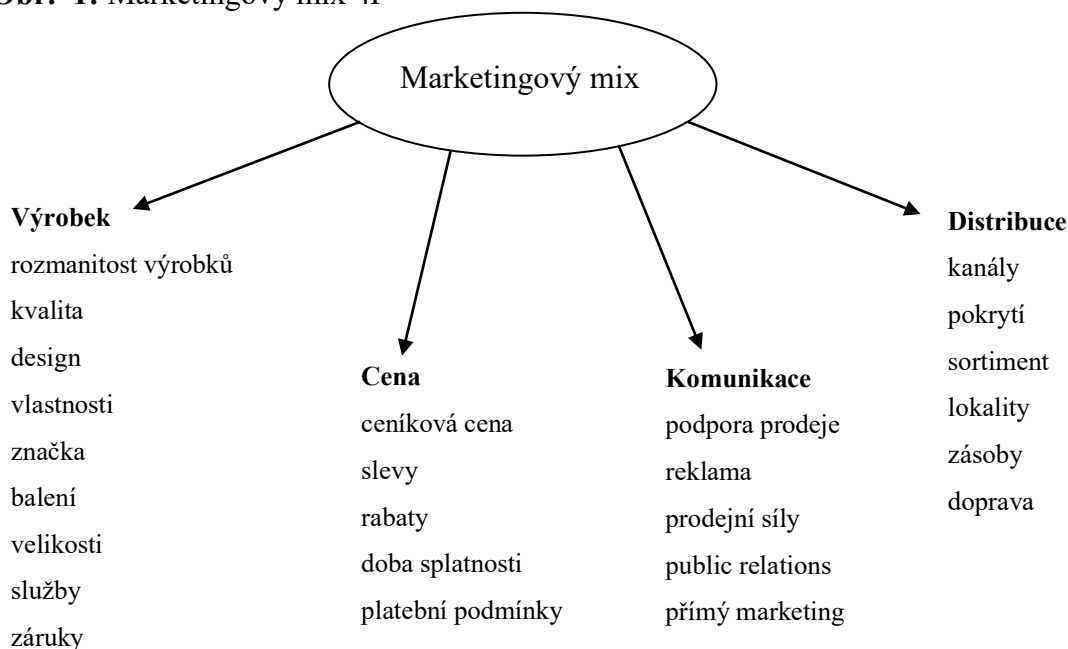 Obr. 1: Marketingový mix 4P
Marketingový mix
Výrobek
rozmanitost výrobků
kvalita
design
vlastnosti
značka
balení
velikosti
služby
záruky
Cena
ceníková cena
slevy
rabaty
doba splatnosti
platební podmínky
Komunikace
podpora prodeje
reklama
prodejní síly
public relations
přímý marketing
Distribuce
kanály
pokrytí
sortiment
lokality
zásoby
doprava